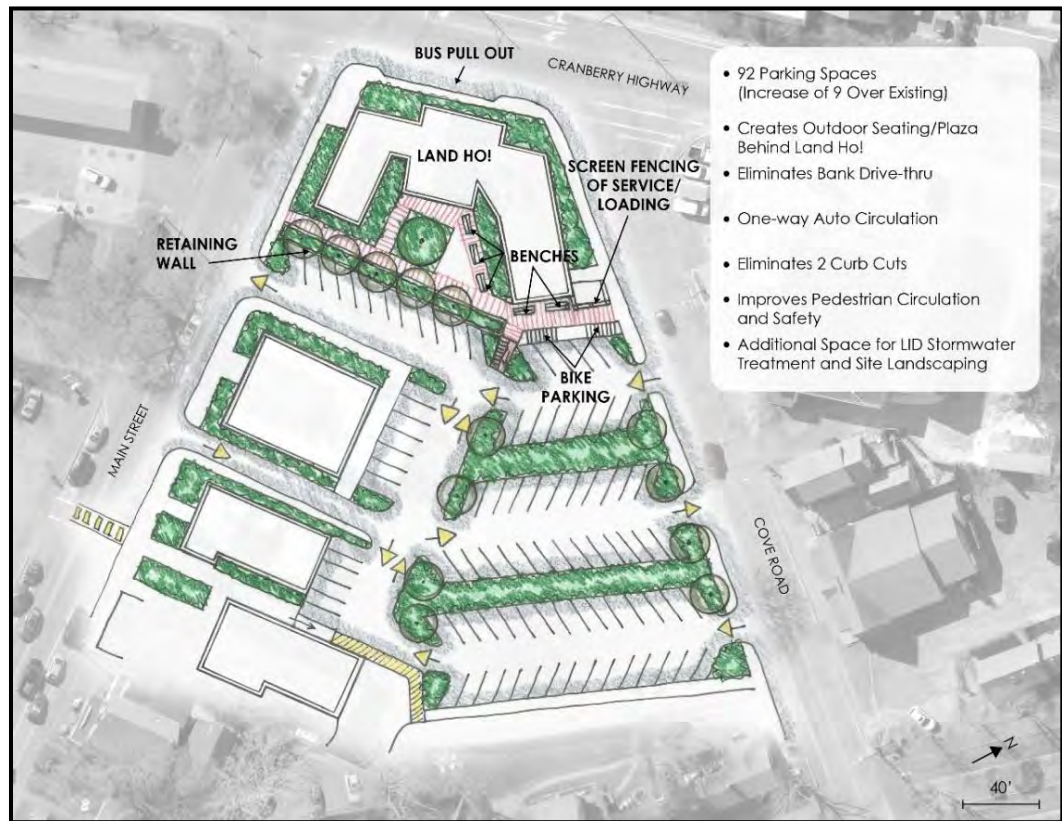 BUS PULL OUT
CRANBERRY HIGHWAY
LAND HO!
SCREEN FENCING
OF SERVICE/
LOADING
RETAINING
WALL
BENCHES
BIKE
PARKING
MAIN STREET
COVE ROAD
• 92 Parking Spaces
(Increase of 9 Over Existing)
• Creates Outdoor Seating/Plaza
Behind Land Ho!
• Eliminates Bank Drive-thru
• One-way Auto Circulation
• Eliminates 2 Curb Cuts
• Improves Pedestrian Circulation
and Safety
• Additional Space for LID Stormwater
Treatment and Site Landscaping
N
40'